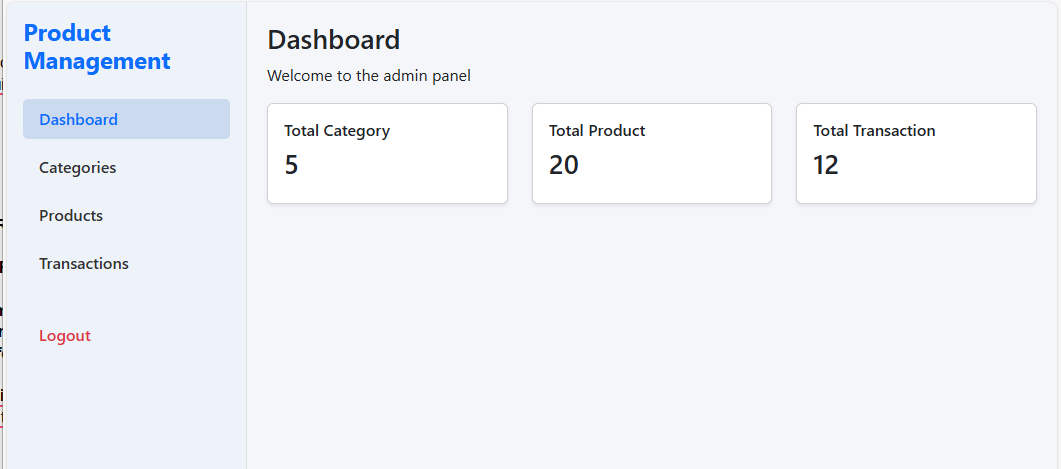 Product
Management
Dashboard
Categories
Products
Transactions
Logout
Dashboard
Welcome to the admin panel
Total Category
5
Total Product
20
Total Transaction
12